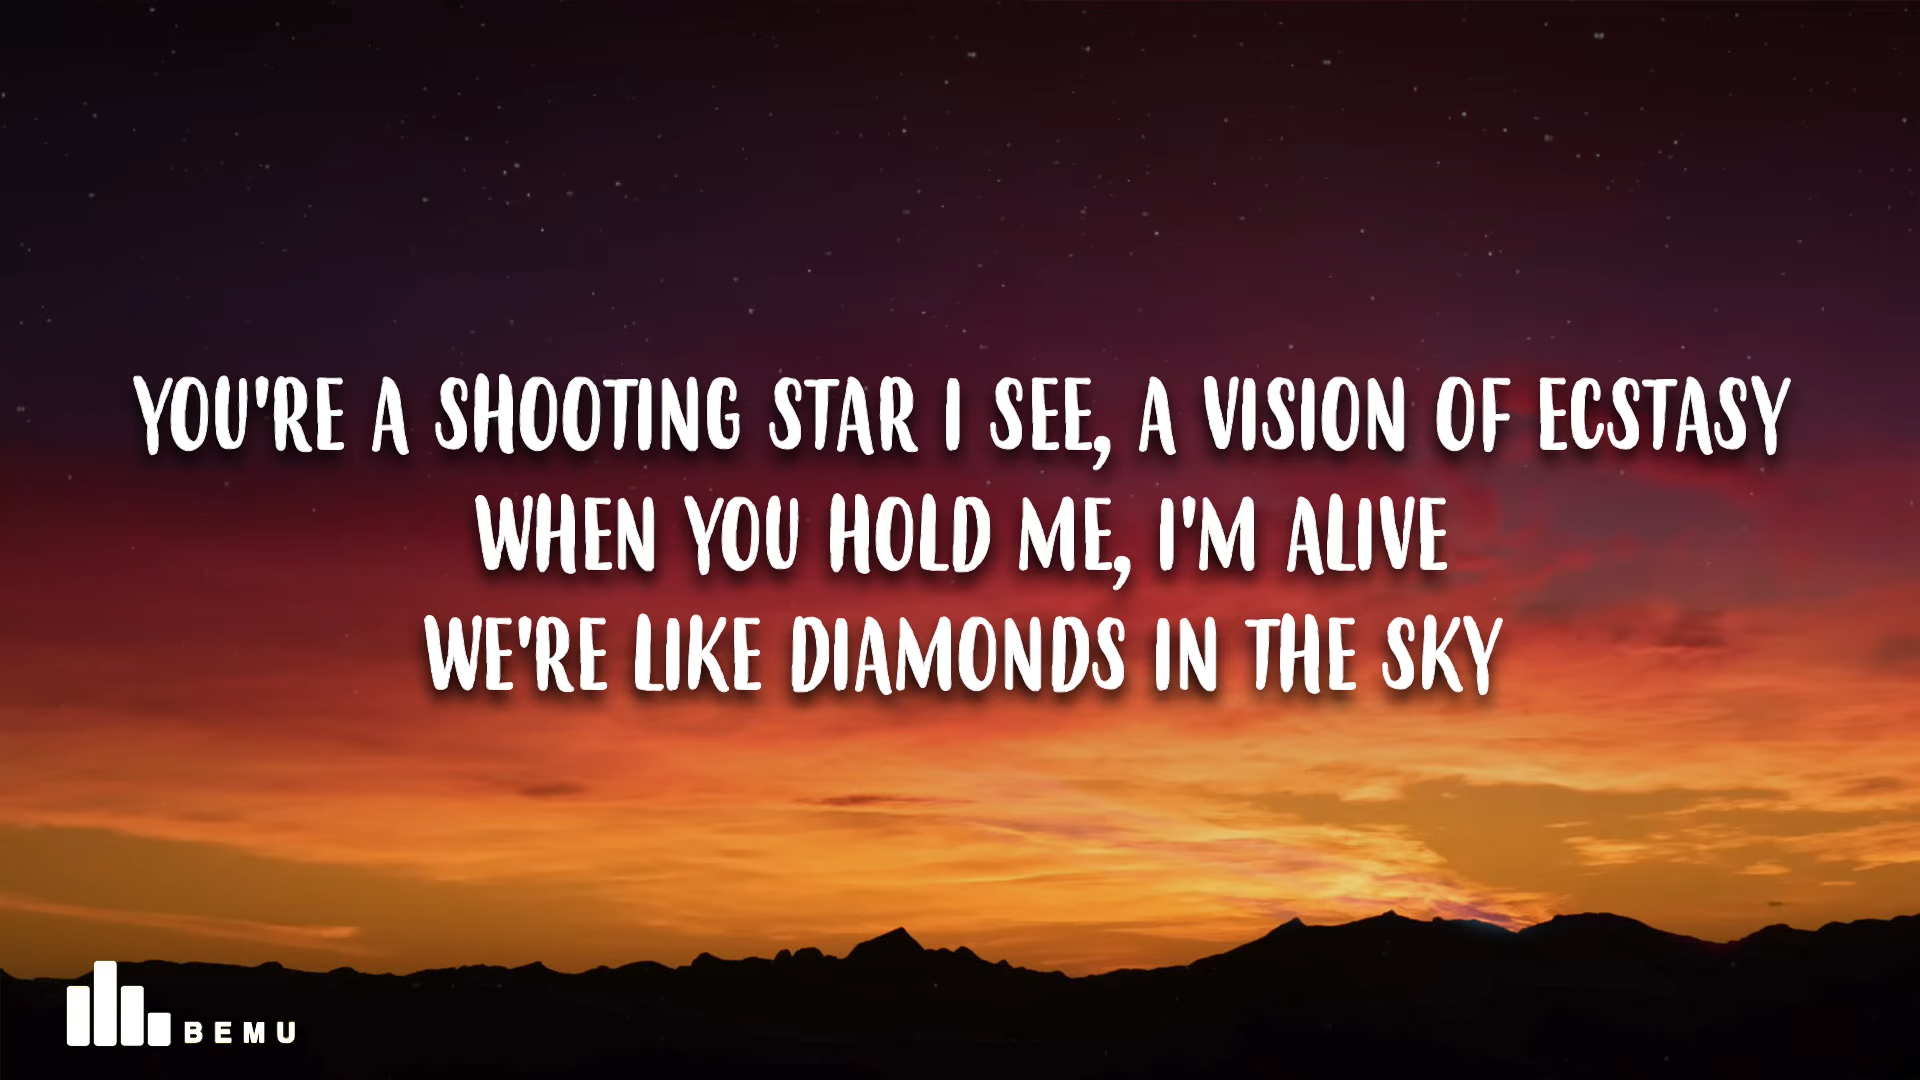 YOU'RE A SHOOTING STAR I SEE, A VISION OF ECSTASY
WHEN YOU HOLD ME, I'M ALIVE
WE'RE LIKE DIAMONDS IN THE SKY
BEMU